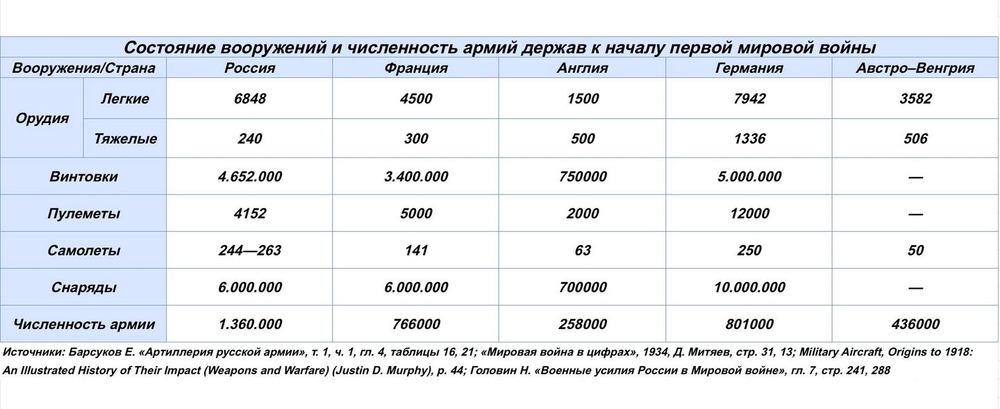 Состояние вооружений и численность армий держав к началу первой мировой войны
Вооружения/Страна Россия Франция Англия Германия Австро–Венгрия
Орудия Легкие 6848 4500 1500 7942 3582
Тяжелые 240 300 500 1336 506
Винтовки 4.652.000 3.400.000 750000 5.000.000 —
Пулеметы 4152 5000 2000 12000 —
Самолеты 244—263 141 63 250 50
Снаряды 6.000.000 6.000.000 700000 10.000.000 —
Численность армии 1.360.000 766000 258000 801000 436000
Источники: Барсуков Е. «Артиллерия русской армии», т. 1, ч. 1, гл. 4, таблицы 16, 21; «Мировая война в цифрах», 1934, Д. Митяев, стр. 31, 13; Military Aircraft, Origins to 1918:
An Illustrated History of Their Impact (Weapons and Warfare) (Justin D. Murphy), p. 44; Головин Н. «Военные усилия России в Мировой войне», гл. 7, стр. 241, 288